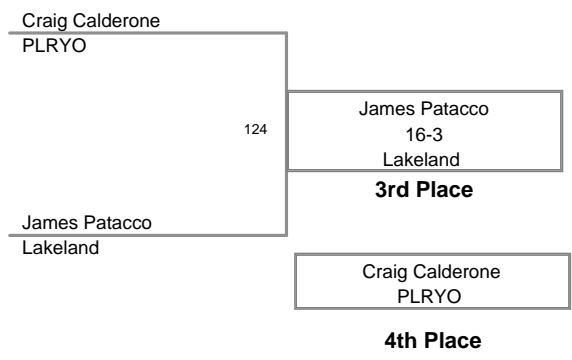 Craig Calderone
PLRYO
124
James Patacco
16-3
Lakeland
3rd Place
James Patacco
Lakeland
Craig Calderone
PLRYO
4th Place